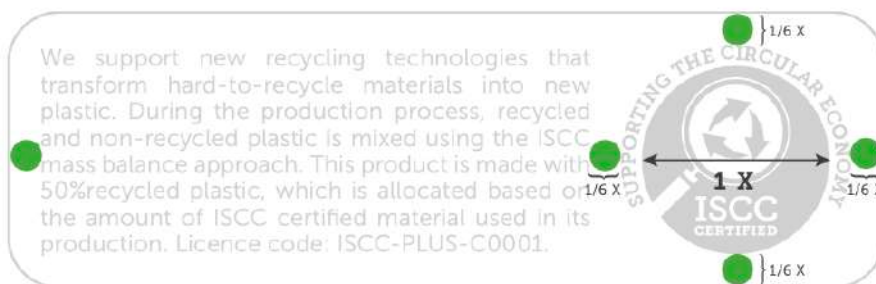 We support new recycling technologies that
transform hard-to-recycle materials into new
plastic. During the production process, recycled
and non-recycled plastic is mixed using the ISCC
mass balance approach. This product is made with
50%recycled plastic, which is allocated based on
the amount of ISCC certified material used in its
production. Licence code: ISCC-PLUS-C0001.
1/6 X
SUPPORTING THE CIRCULAR ECONOMY
1/6 X
1 X
1/6 X
ISCC
CERTIFIED
1/6 X